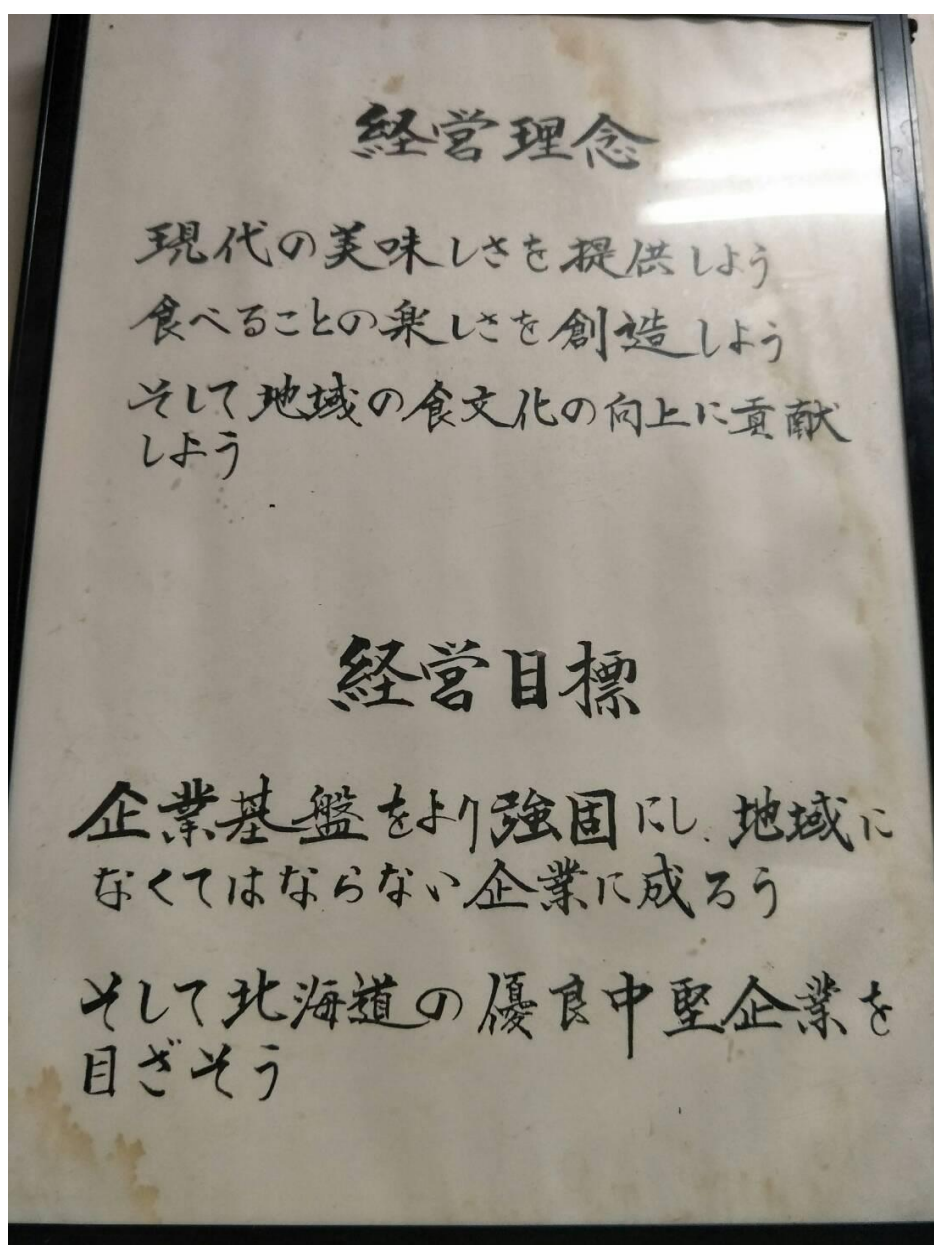 経営理念
現代の美味しさを提供しよう
食べることの楽しさを創造しよう
そして地域の食文化の向上に貢献
しよう
経営目標
企業基盤をより強固にし、地域に
なくてはならない企業に成ろう
そして北海道の優良中堅企業を
目ざそう